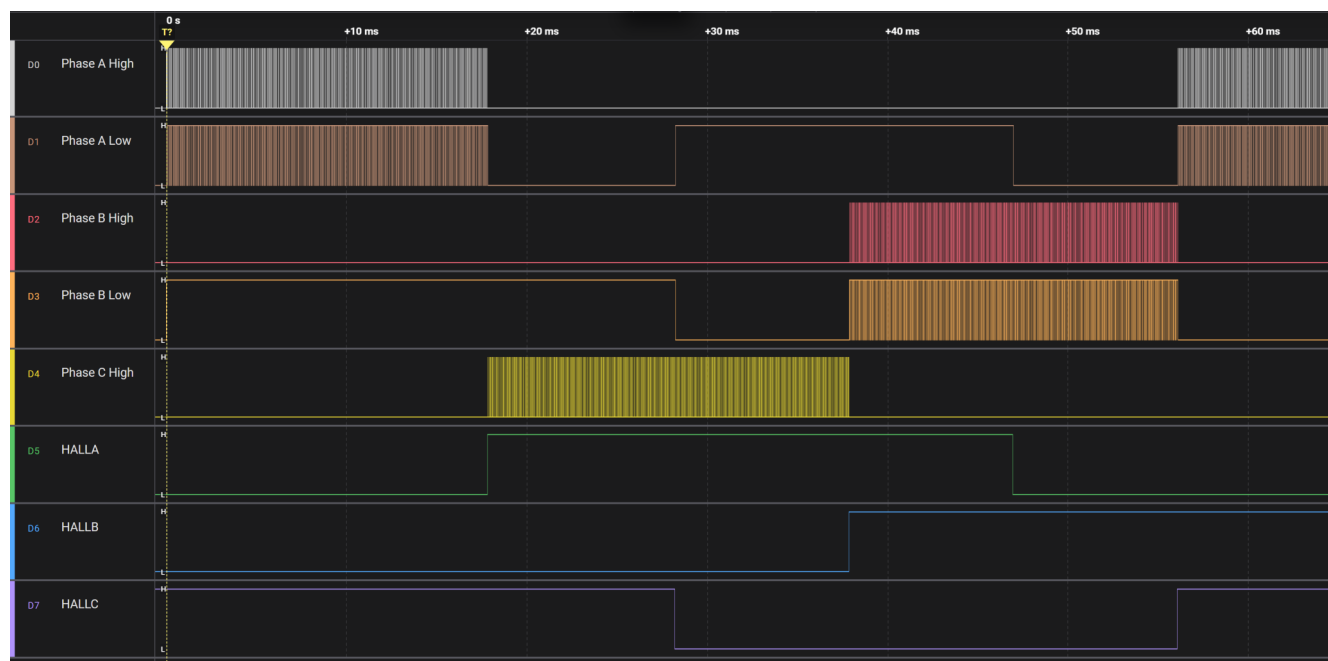 0 s
T? +10 ms +20 ms +30 ms +40 ms +50 ms +60 ms
H
D0 Phase A High
L
H
D1 Phase A Low
L
H
D2 Phase B High
L
H
D3 Phase B Low
L
H
D4 Phase C High
L
H
D5 HALLA
L
H
D6 HALLB
L
H
D7 HALLC
L